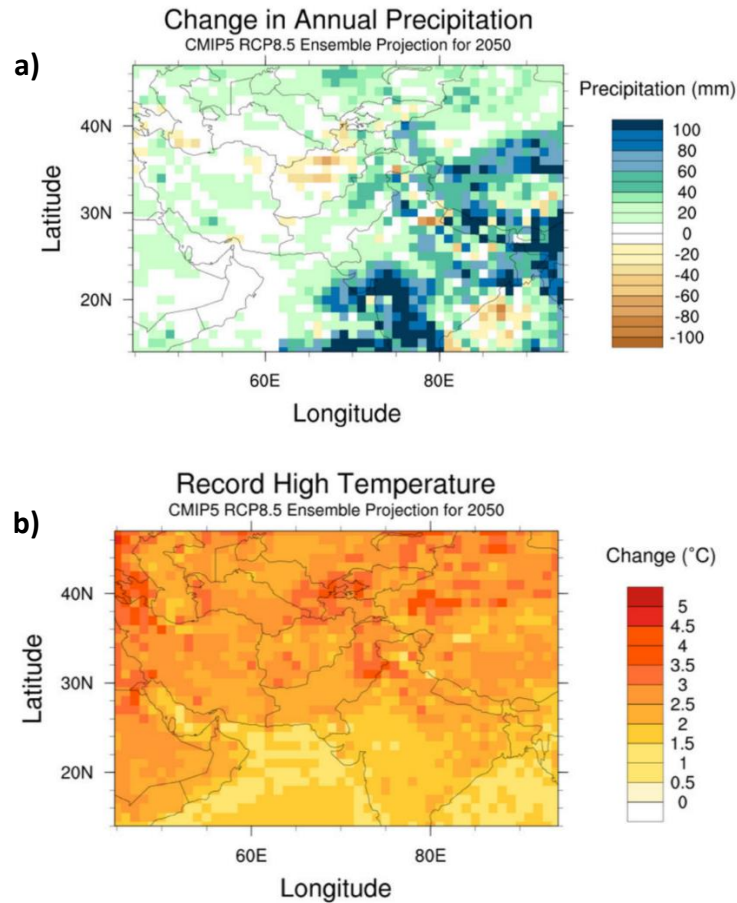 Change in Annual Precipitation
CMIP5 RCP8.5 Ensemble Projection for 2050
a)
Precipitation (mm)
40N
30N
20N
Latitude
60E
80E
Longitude
100
80
60
40
20
0
-20
-40
-60
-80
-100
Record High Temperature
CMIP5 RCP8.5 Ensemble Projection for 2050
b)
Change (°C)
40N
30N
20N
Latitude
60E
80E
Longitude
5
4.5
4
3.5
3
2.5
2
1.5
1
0.5
0